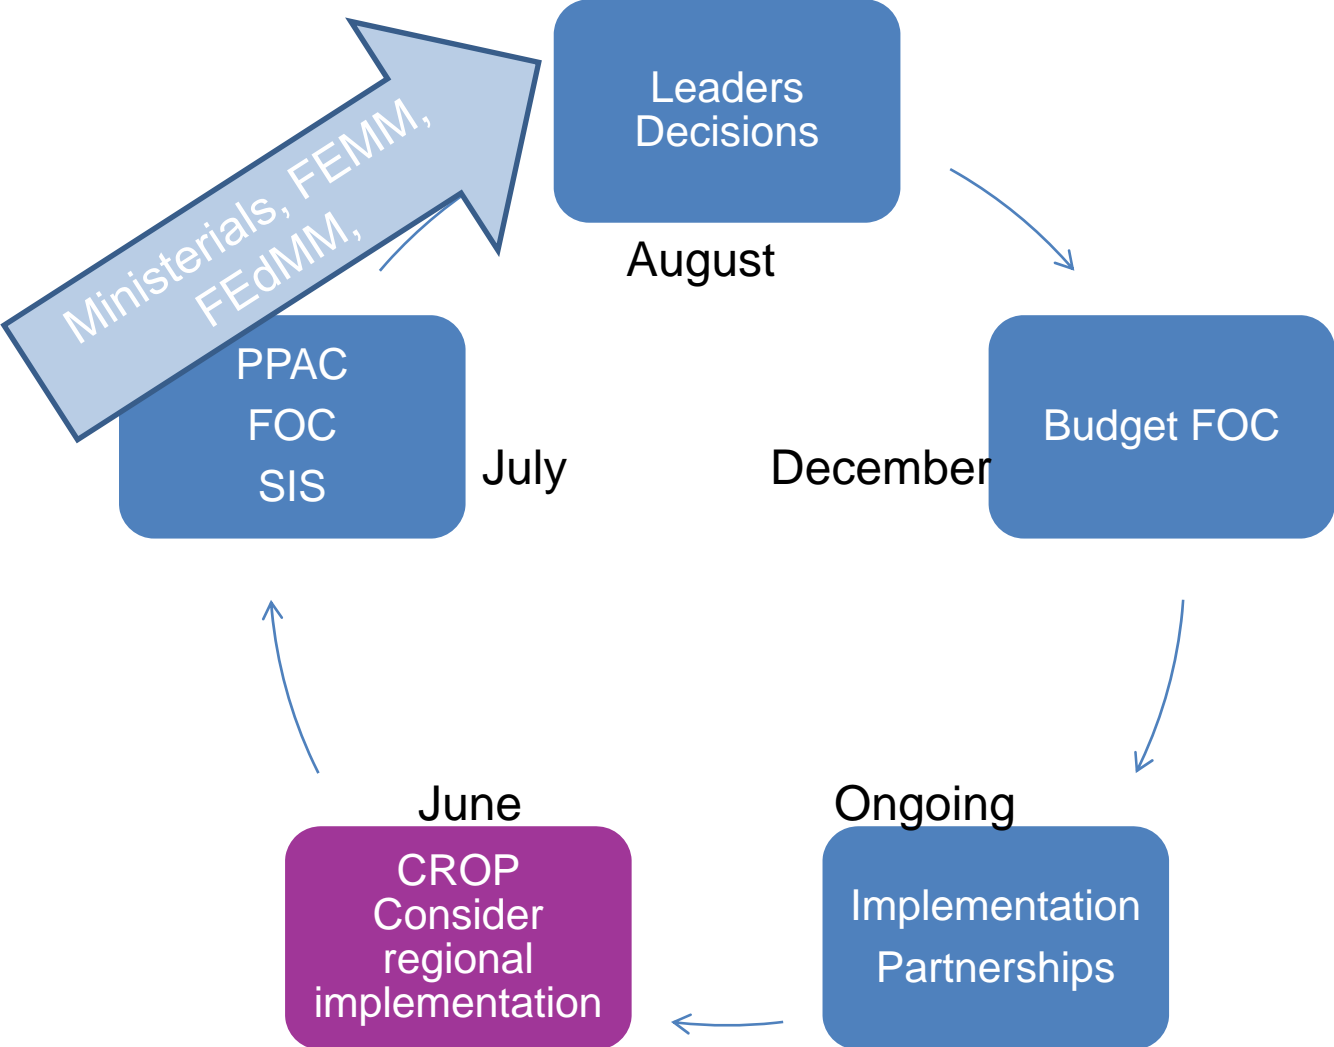 Leaders
Decisions
August
Ministerials, FEMM,
FEdMM,
PPAC
FOC
SIS
July
December
Budget FOC
June
Ongoing
CROP
Consider
regional
implementation
Implementation
Partnerships